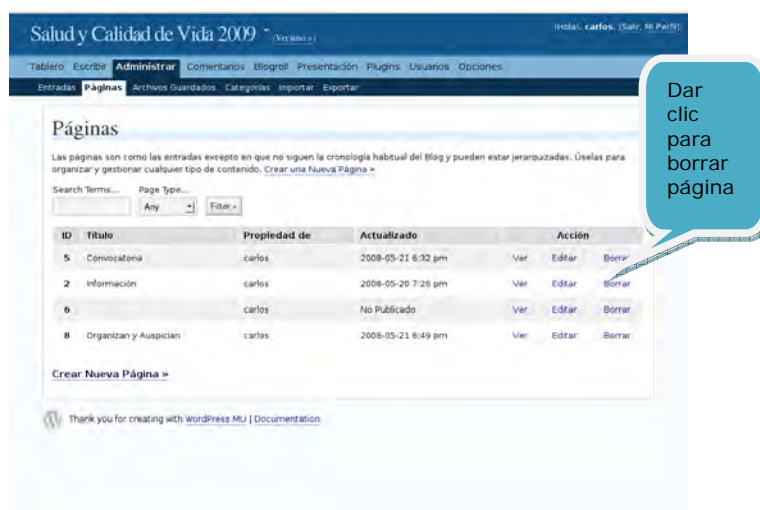 Salud y Calidad de Vida 2009 (Ver sitio »)
¡Hola!, carlos. [Salir, Mi Perfil]
Tablero Escribir Administrar Comentarios Blogroll Presentación Plugins Usuarios Opciones
Entradas Páginas Archivos Guardados Categorías Importar Exportar
Dar
clic
para
borrar
página
Páginas
Las páginas son como las entradas excepto en que no siguen la cronología habitual del Blog y pueden estar jerarquizadas. Úselas para
organizar y gestionar cualquier tipo de contenido. Crear una Nueva Página »
Search Terms... Page Type...
Any Filter »
ID Título Propiedad de Actualizado Acción
5 Convocatoria carlos 2008-05-21 6:32 pm Ver Editar Borrar
2 Información carlos 2008-05-20 7:26 pm Ver Editar Borrar
6 carlos No Publicado Ver Editar Borrar
8 Organizan y Auspician carlos 2008-05-21 6:49 pm Ver Editar Borrar
Crear Nueva Página »
Thank you for creating with WordPress MU | Documentation